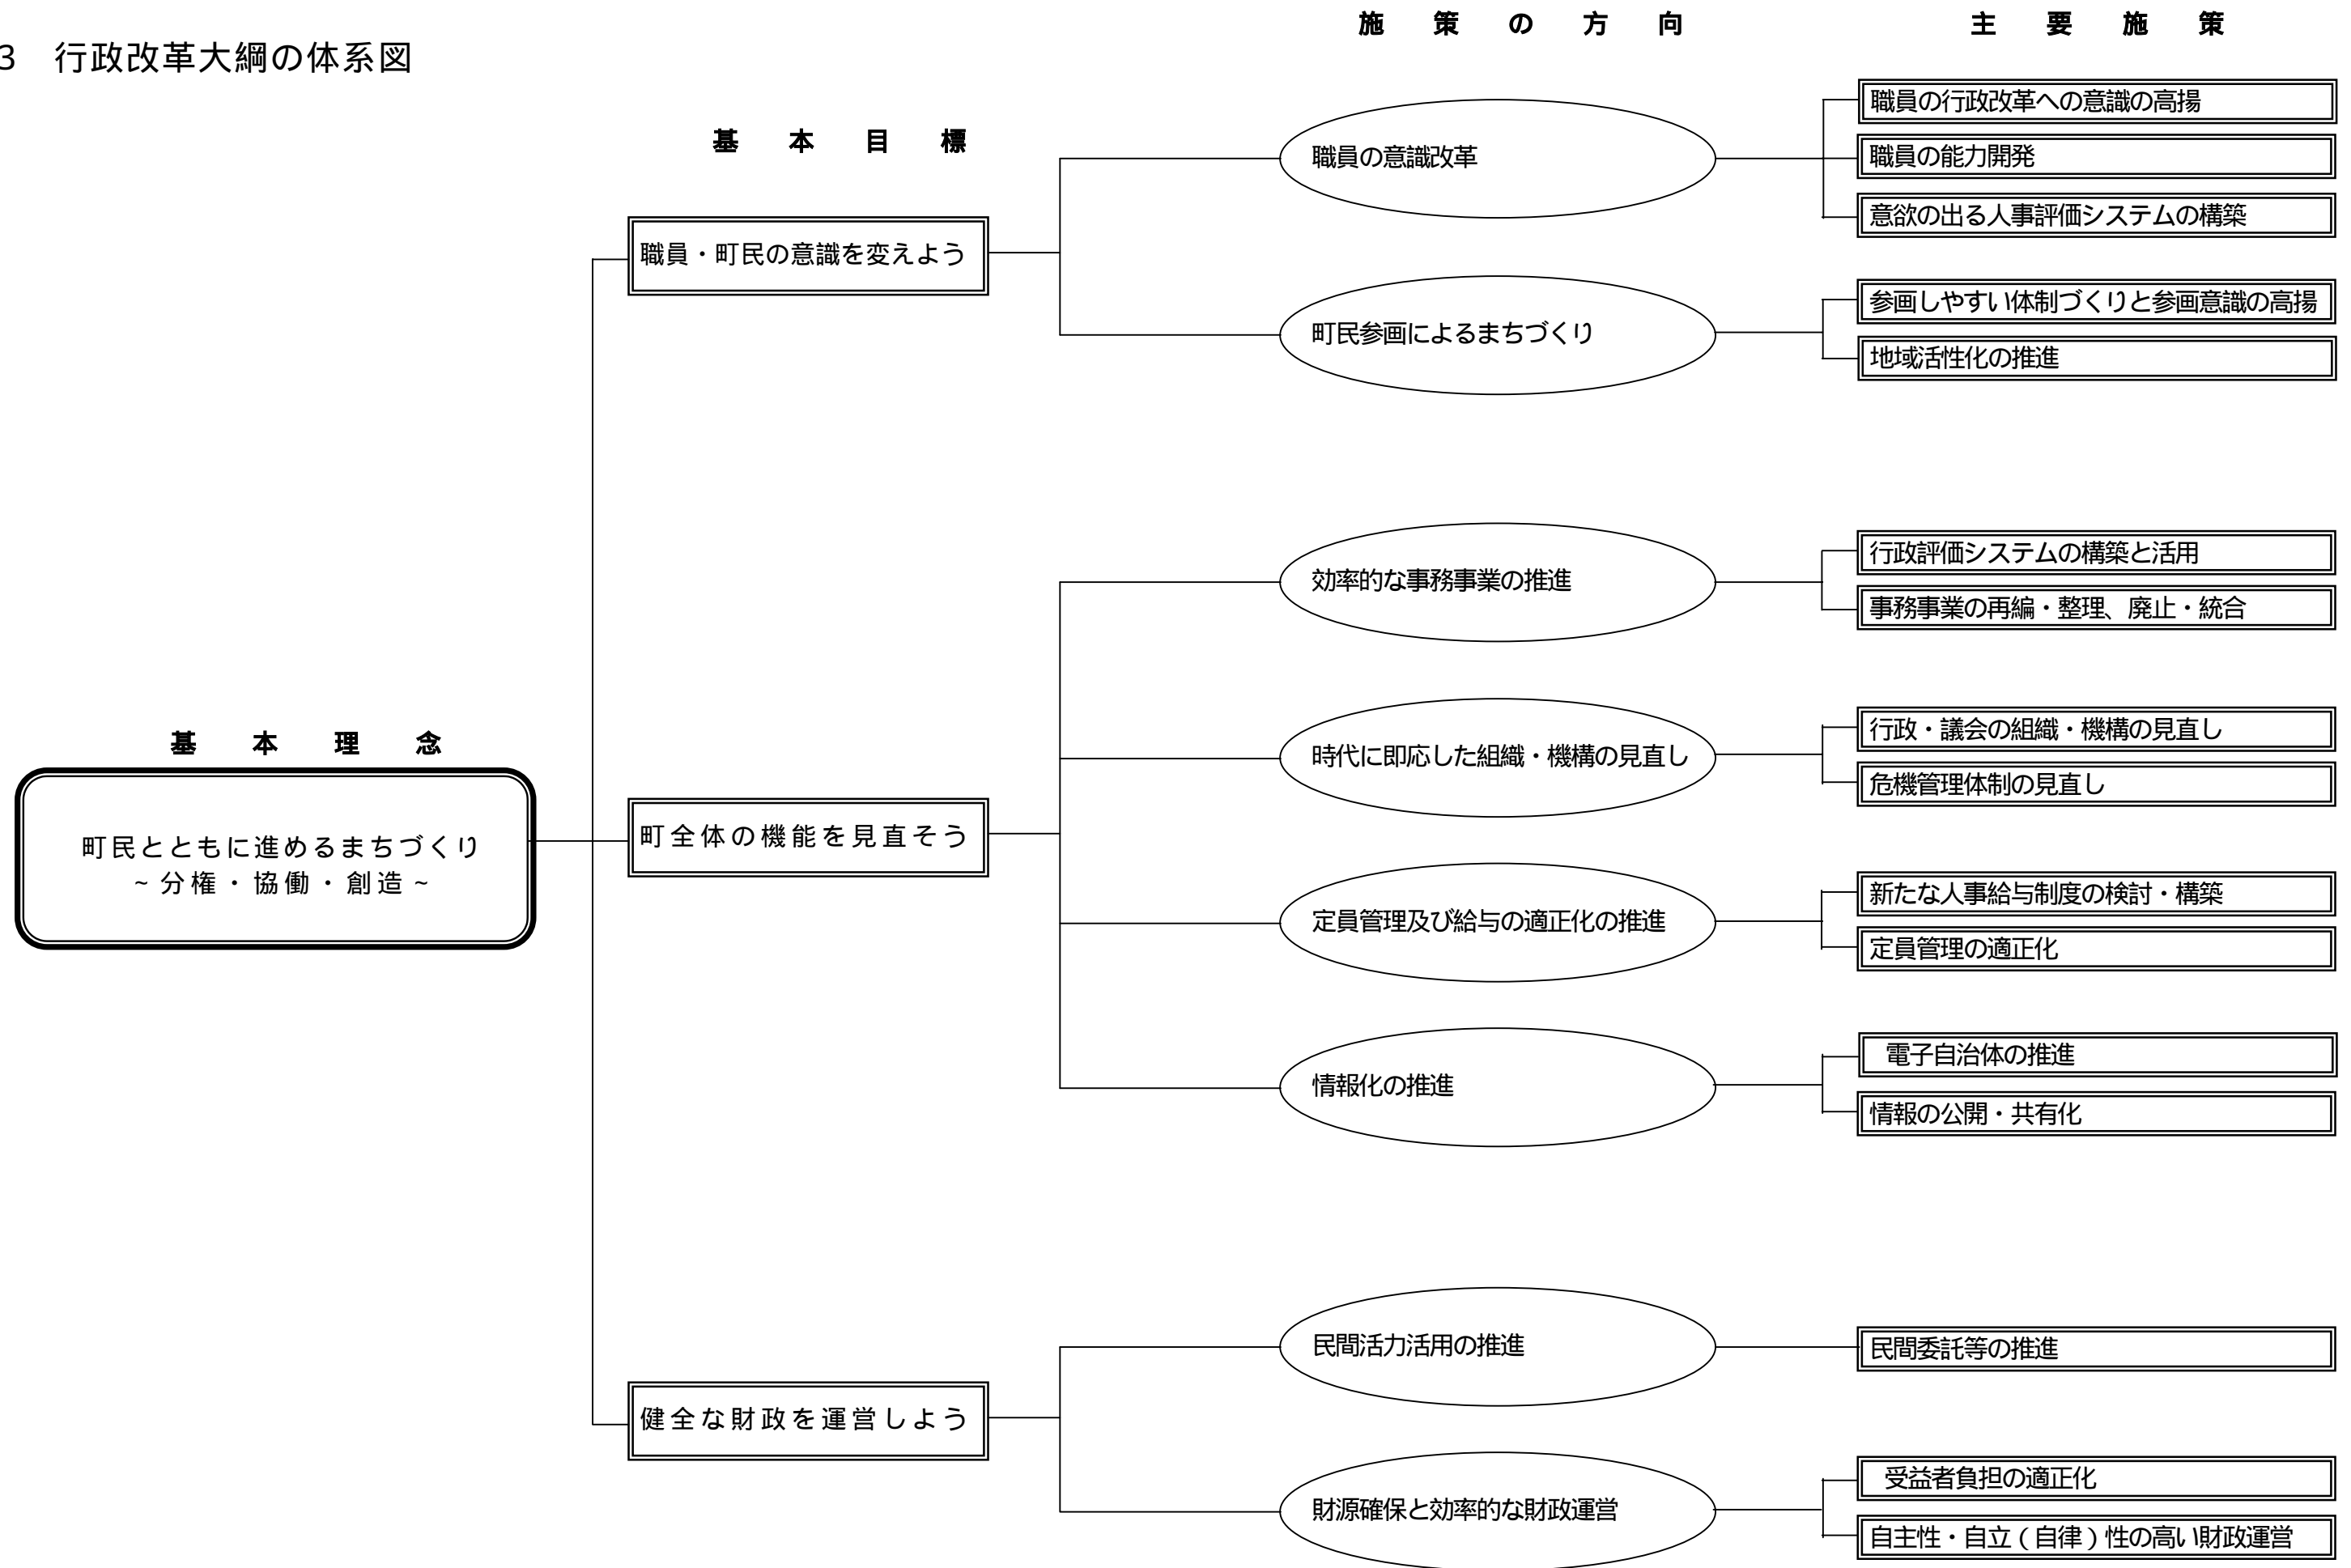 3　行政改革大綱の体系図
施策の方向
主要施策
基本目標
基本理念
町民とともに進めるまちづくり
~分権・協働・創造~
職員・町民の意識を変えよう
職員の意識改革
職員の行政改革への意識の高揚
職員の能力開発
意欲の出る人事評価システムの構築
町民参画によるまちづくり
参画しやすい体制づくりと参画意識の高揚
地域活性化の推進
町全体の機能を見直そう
効率的な事務事業の推進
行政評価システムの構築と活用
事務事業の再編・整理、廃止・統合
時代に即応した組織・機構の見直し
行政・議会の組織・機構の見直し
危機管理体制の見直し
定員管理及び給与の適正化の推進
新たな人事給与制度の検討・構築
定員管理の適正化
情報化の推進
電子自治体の推進
情報の公開・共有化
健全な財政を運営しよう
民間活力活用の推進
民間委託等の推進
財源確保と効率的な財政運営
受益者負担の適正化
自主性・自立(自律)性の高い財政運営